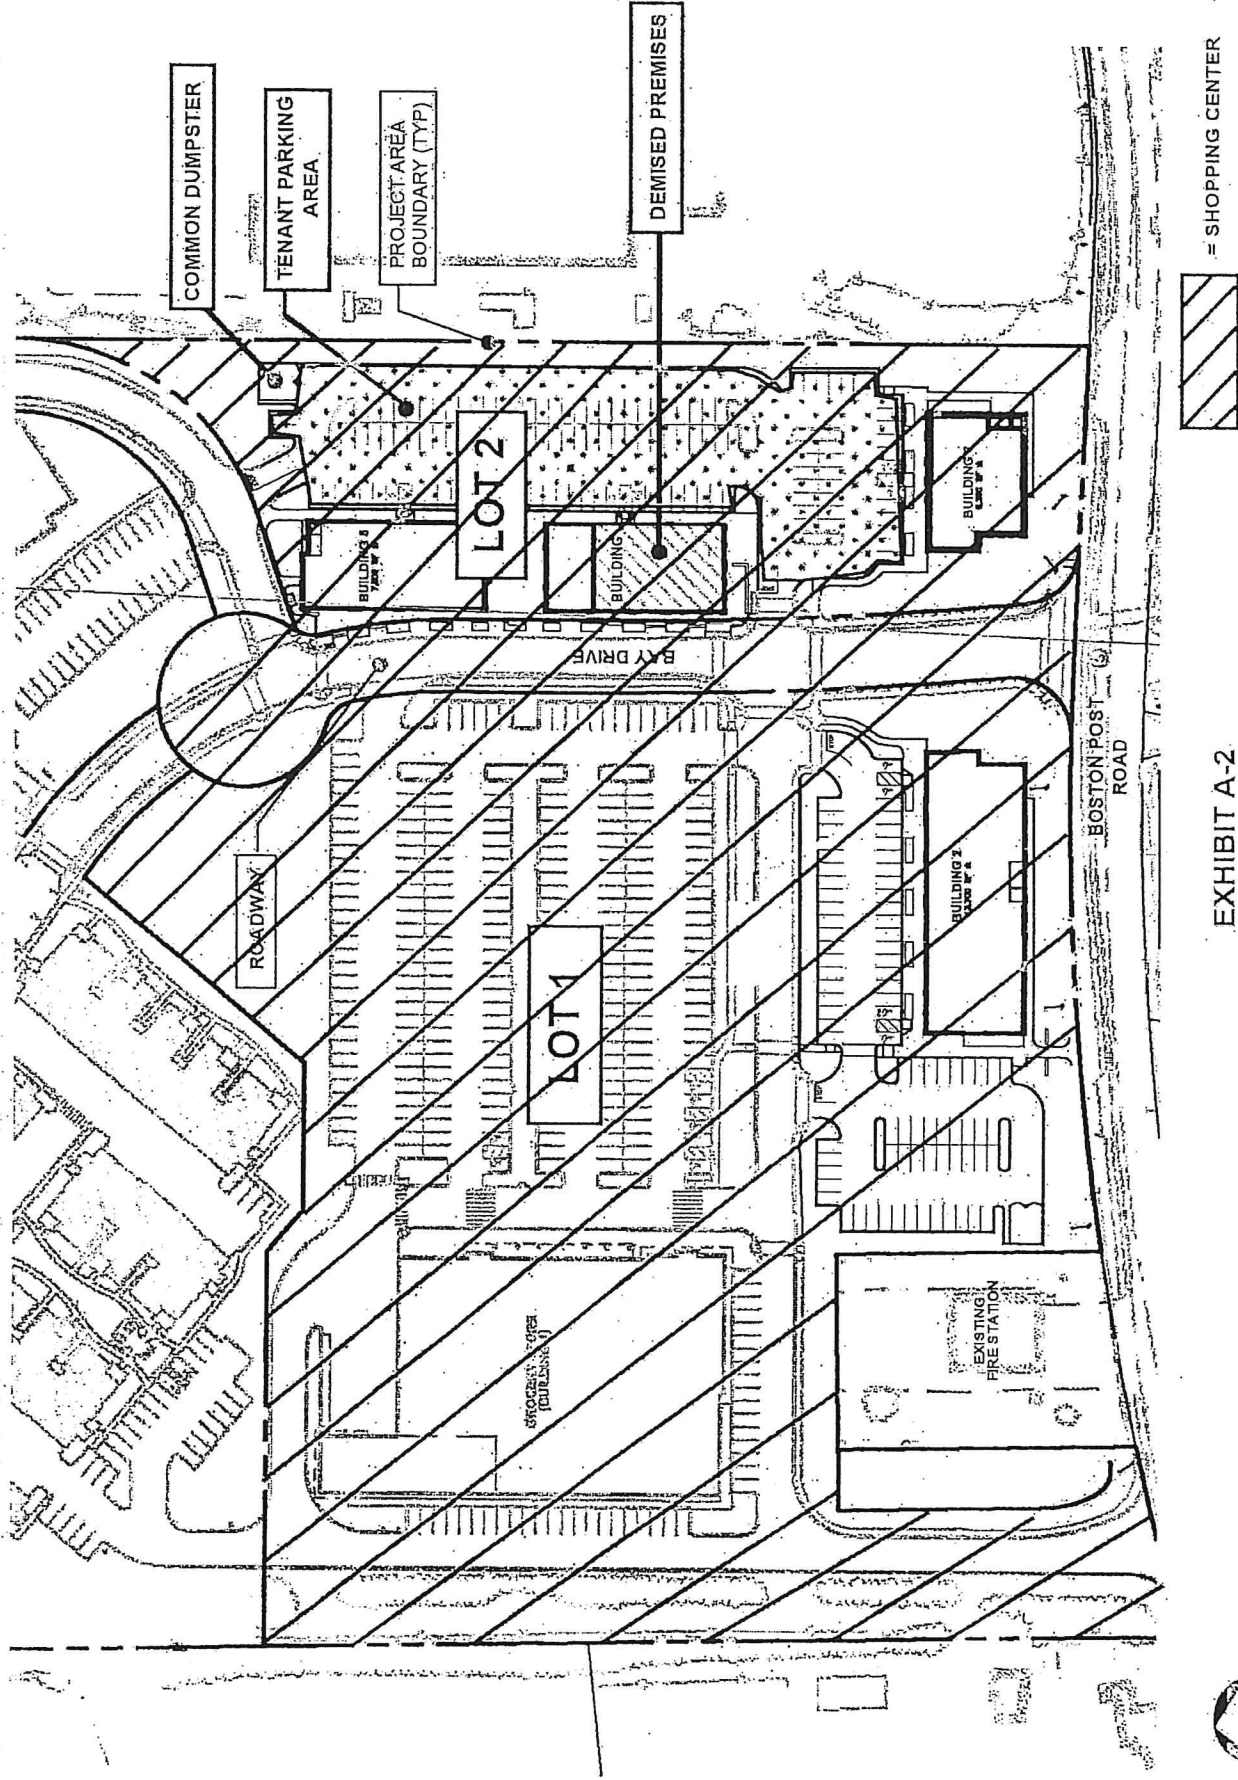 COMMON DUMPSTER
TENANT PARKING
AREA
PROJECT AREA
BOUNDARY (TYP)
DEMISED PREMISES
LOT 2
BUILDING 5
BUILDING
BUILDING
BAY DRIVE
ROADWAY
LOT 1
BUILDING 2
BOSTON POST
ROAD
EXISTING
FIRE STATION
= SHOPPING CENTER
EXHIBIT A-2